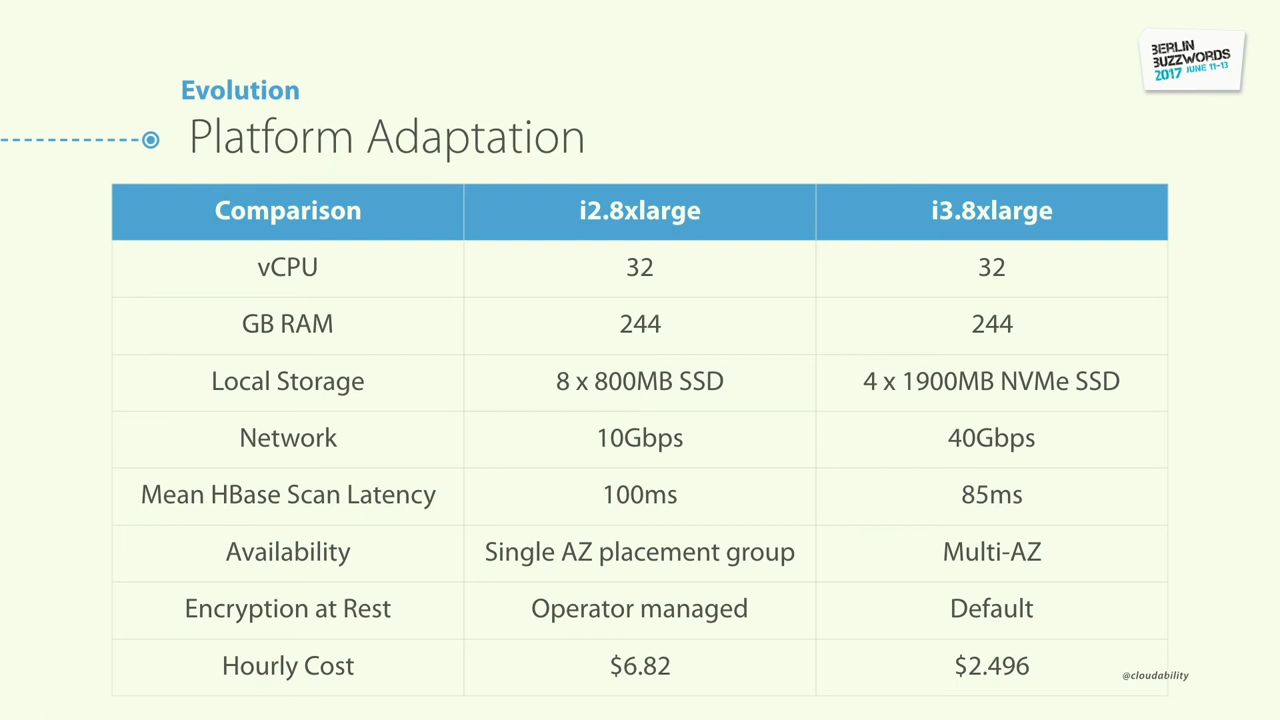 BERLIN
BUZZWORDS
2017 JUNE 11-13
Evolution
Platform Adaptation
Comparison i2.8xlarge i3.8xlarge
vCPU 32 32
GB RAM 244 244
Local Storage 8 x 800MB SSD 4 x 1900MB NVMe SSD
Network 10Gbps 40Gbps
Mean HBase Scan Latency 100ms 85ms
Availability Single AZ placement group Multi-AZ
Encryption at Rest Operator managed Default
Hourly Cost $6.82 $2.496
@cloudability